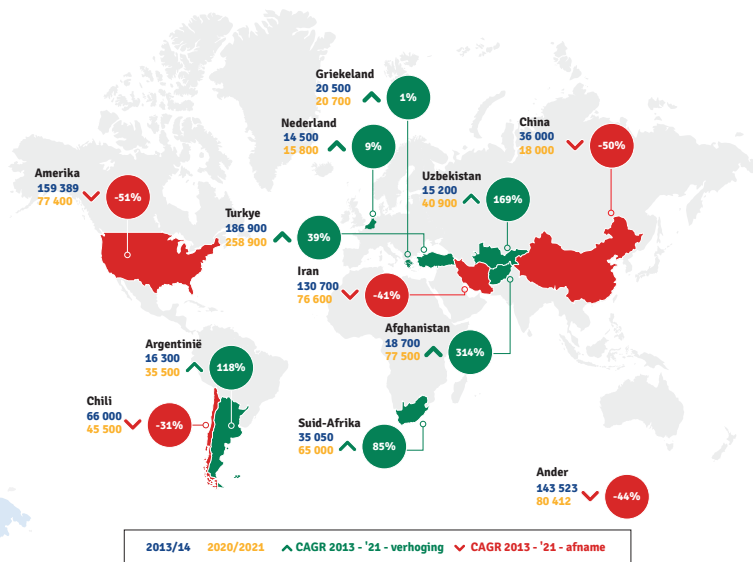 Griekeland
20 500
20 700
1%
Nederland
14 500
15 800
9%
China
36 000
18 000
-50%
Amerika
159 389
77 400
-51%
Uzbekistan
15 200
40 900
169%
Turkye
186 900
258 900
39%
Iran
130 700
76 600
-41%
Afghanistan
18 700
77 500
314%
Argentinië
16 300
35 500
118%
Chili
66 000
45 500
-31%
Suid-Afrika
35 050
65 000
85%
Ander
143 523
80 412
-44%
2013/14 2020/2021 CAGR 2013 - '21 - verhoging CAGR 2013 - '21 - afname